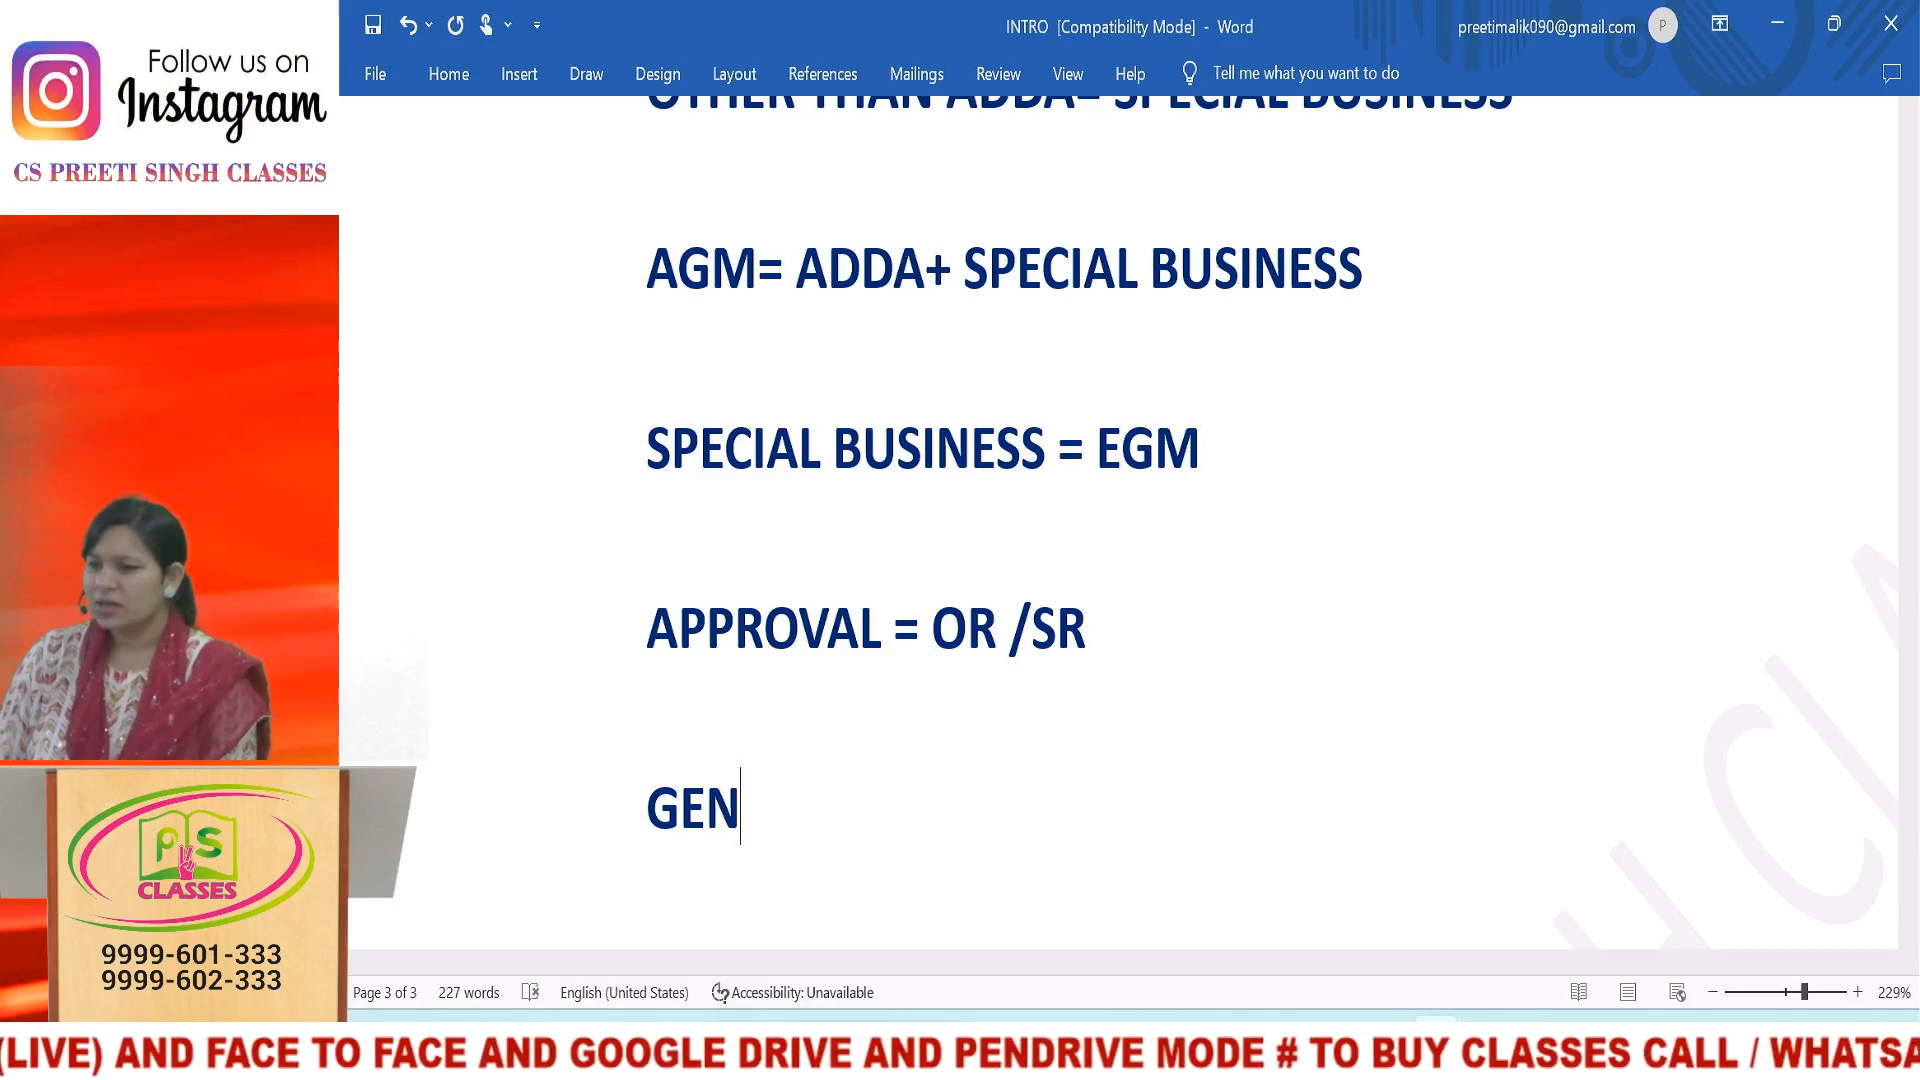 Follow us on
Instagram
CS PREETI SINGH CLASSES
INTRO [Compatibility Mode] - Word
preetimalik090@gmail.com
P
File Home Insert Draw Design Layout References Mailings Review View Help Tell me what you want to do
OTHER THAN ADDA= SPECIAL BUSINESS
AGM= ADDA+ SPECIAL BUSINESS
SPECIAL BUSINESS = EGM
APPROVAL = OR /SR
GEN
PS
CLASSES
9999-601-333
9999-602-333
Page 3 of 3 227 words English (United States) Accessibility: Unavailable
229%
(LIVE) AND FACE TO FACE AND GOOGLE DRIVE AND PENDRIVE MODE # TO BUY CLASSES CALL / WHATSA